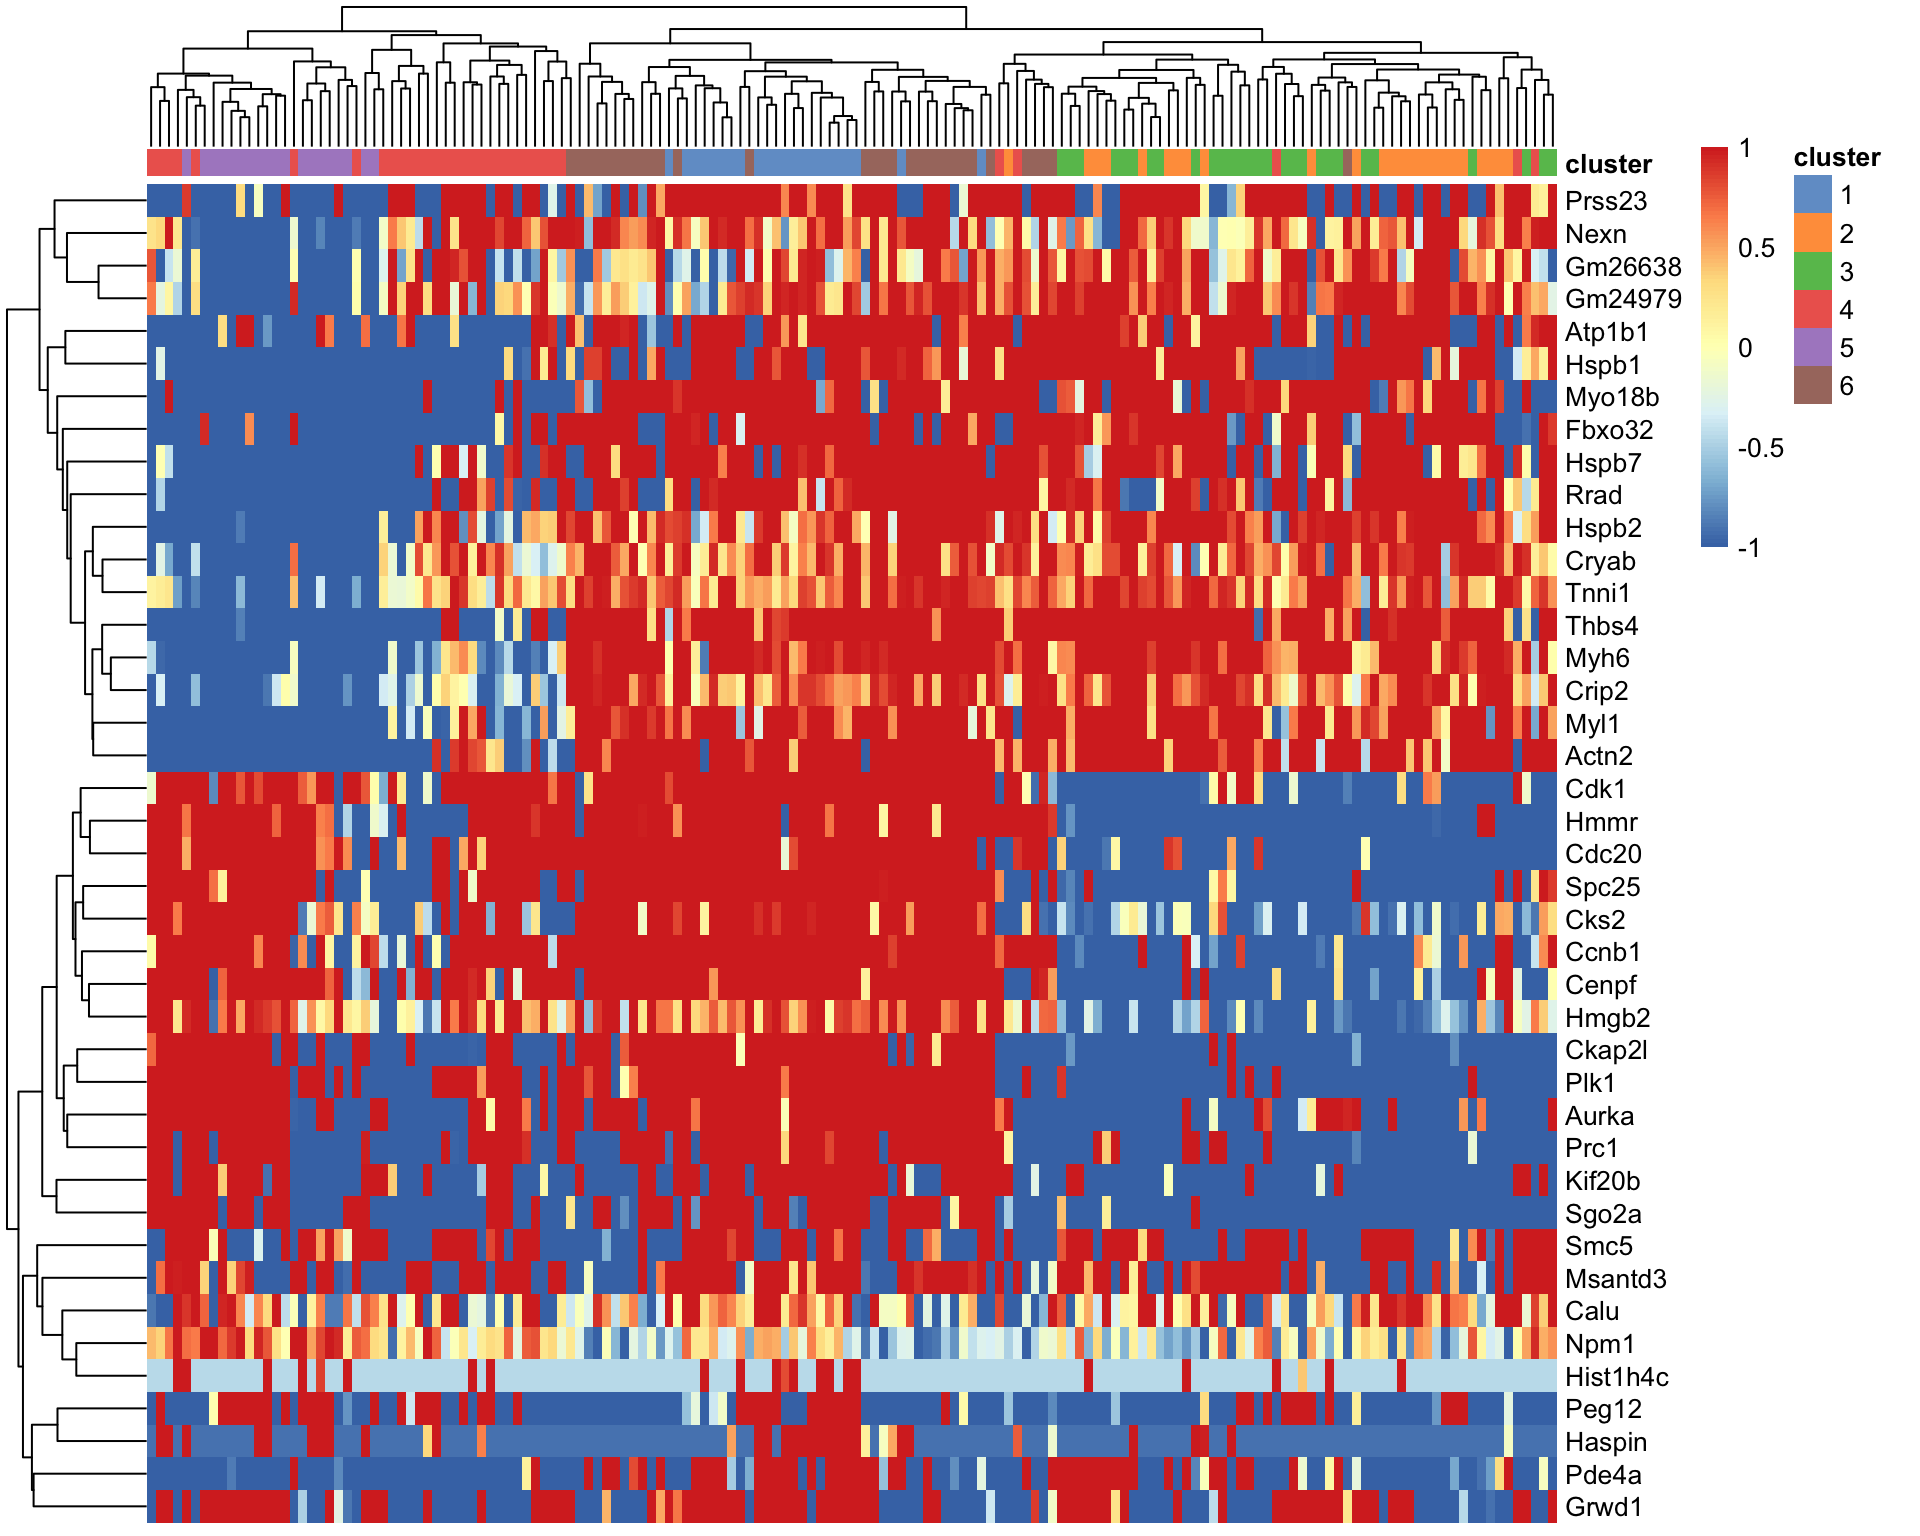 cluster
Prss23
Nexn
Gm26638
Gm24979
Atp1b1
Hspb1
Myo18b
Fbxo32
Hspb7
Rrad
Hspb2
Cryab
Tnni1
Thbs4
Myh6
Crip2
Myl1
Actn2
Cdk1
Hmmr
Cdc20
Spc25
Cks2
Ccnb1
Cenpf
Hmgb2
Ckap2l
Plk1
Aurka
Prc1
Kif20b
Sgo2a
Smc5
Msantd3
Calu
Npm1
Hist1h4c
Peg12
Haspin
Pde4a
Grwd1
1
0.5
0
-0.5
-1
cluster
1
2
3
4
5
6